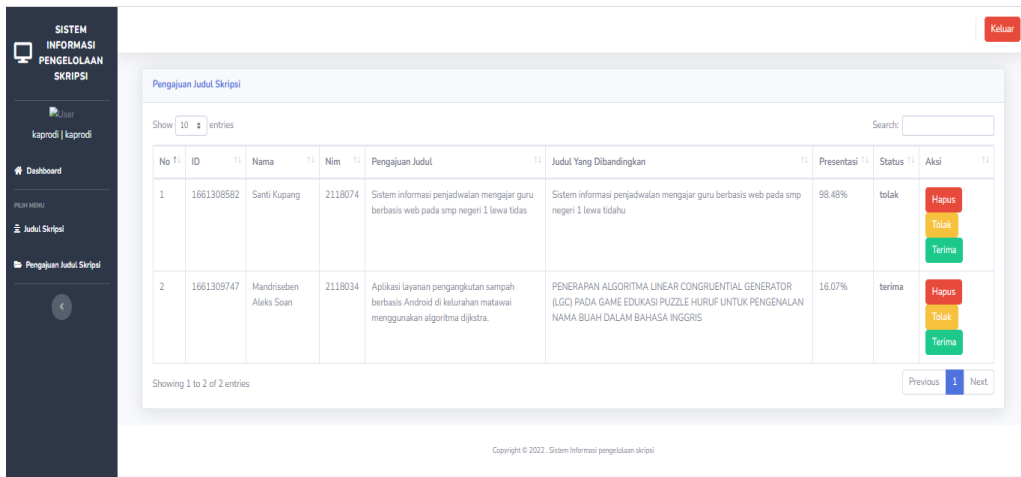 SISTEM
INFORMASI
PENGELOLAAN
SKRIPSI
User
kaprodi | kaprodi
Dashboard
PILIH MENU
Judul Skripsi
Pengajuan Judul Skripsi
Keluar
Pengajuan Judul Skripsi
Show 10 entries
Search:
No ID Nama Nim Pengajuan Judul Judul Yang Dibandingkan Presentasi Status Aksi
1 1661308582 Santi Kupang 2118074 Sistem informasi penjadwalan mengajar guru
berbasis web pada smp negeri 1 lewa tidas
Sistem informasi penjadwalan mengajar guru berbasis web pada smp
negeri 1 lewa tidahu
98.48% tolak
Hapus
Tolak
Terima
2 1661309747 Mandriseben
Aleks Soan
2118034 Aplikasi layanan pengangkutan sampah
berbasis Android di kelurahan matawai
menggunakan algoritma dijkstra.
PENERAPAN ALGORITMA LINEAR CONGRUENTIAL GENERATOR
(LGC) PADA GAME EDUKASI PUZZLE HURUF UNTUK PENGENALAN
NAMA BUAH DALAM BAHASA INGGRIS
16.07% terima
Hapus
Tolak
Terima
Showing 1 to 2 of 2 entries
Previous 1 Next
Copyright © 2022 . Sistem Informasi pengelolaan skripsi